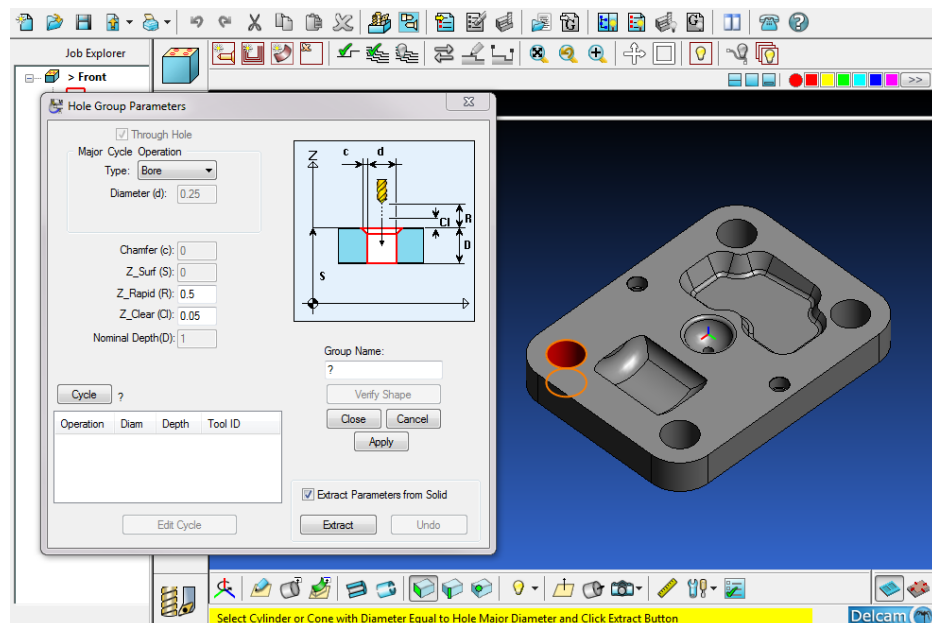 Job Explorer
> Front
>>
Hole Group Parameters
Through Hole
Major Cycle Operation
Type: Bore
Diameter (d): 0.25
Chamfer (c): 0
Z_Surf (S): 0
Z_Rapid (R): 0.5
Z_Clear (Cl): 0.05
Nominal Depth(D): 1
Z
c
d
R
Cl
D
S
Group Name:
?
Verify Shape
Close
Cancel
Apply
Cycle ?
Operation Diam Depth Tool ID
Edit Cycle
Extract Parameters from Solid
Extract
Undo
Select Cylinder or Cone with Diameter Equal to Hole Major Diameter and Click Extract Button
Delcam